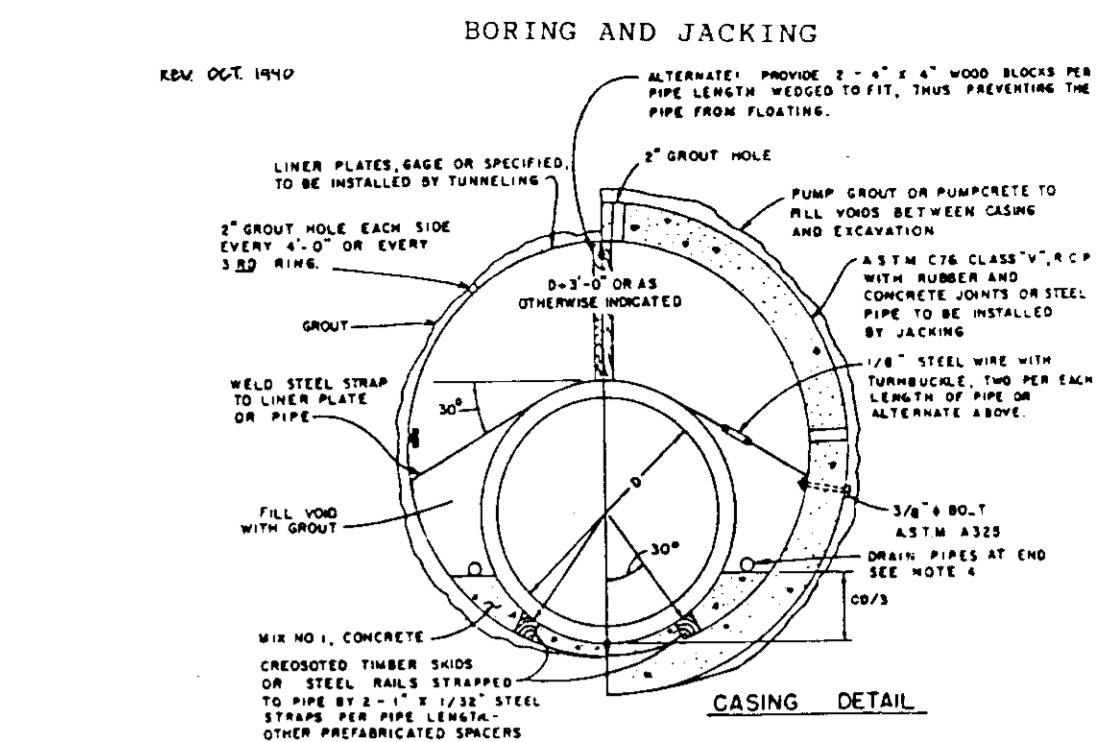 BORING AND JACKING
REV. OCT. 1940
ALTERNATE: PROVIDE 2 - 4" X 4" WOOD BLOCKS PER
PIPE LENGTH WEDGED TO FIT, THUS PREVENTING THE
PIPE FROM FLOATING.
LINER PLATES, GAGE OR SPECIFIED,
TO BE INSTALLED BY TUNNELING
2" GROUT HOLE
2" GROUT HOLE EACH SIDE
EVERY 4'-0" OR EVERY
3 RD RING.
PUMP GROUT OR PUMPCRETE TO
FILL VOIDS BETWEEN CASING
AND EXCAVATION
D+3'-0" OR AS
OTHERWISE INDICATED
ASTM C76 CLASS "V", R C P
WITH RUBBER AND
CONCRETE JOINTS OR STEEL
PIPE TO BE INSTALLED
BY JACKING
GROUT
WELD STEEL STRAP
TO LINER PLATE
OR PIPE
30°
1/8" STEEL WIRE WITH
TURNBUCKLE, TWO PER EACH
LENGTH OF PIPE OR
ALTERNATE ABOVE.
D
FILL VOID
WITH GROUT
30°
3/8" ϕ BOLT
ASTM A325
DRAIN PIPES AT END
SEE NOTE 4
CD/3
MIX NO 1, CONCRETE
CREOSOTED TIMBER SKIDS
OR STEEL RAILS STRAPPED
TO PIPE BY 2 - 1" X 1/32" STEEL
STRAPS PER PIPE LENGTH-
OTHER PREFABRICATED SPACERS
CASING DETAIL